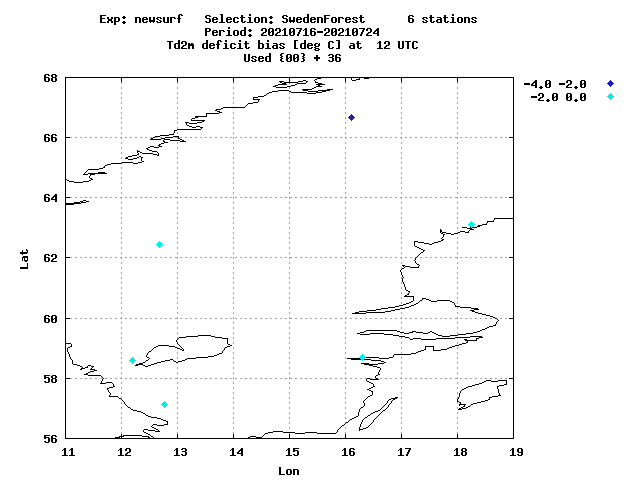 Exp: newsurf Selection: SwedenForest 6 stations
Period: 20210716-20210724
Td2m deficit bias [deg C] at 12 UTC
Used {00} + 36
-4.0 -2.0
-2.0 0.0
68
66
64
62
60
58
56
Lat
11 12 13 14 15 16 17 18 19
Lon